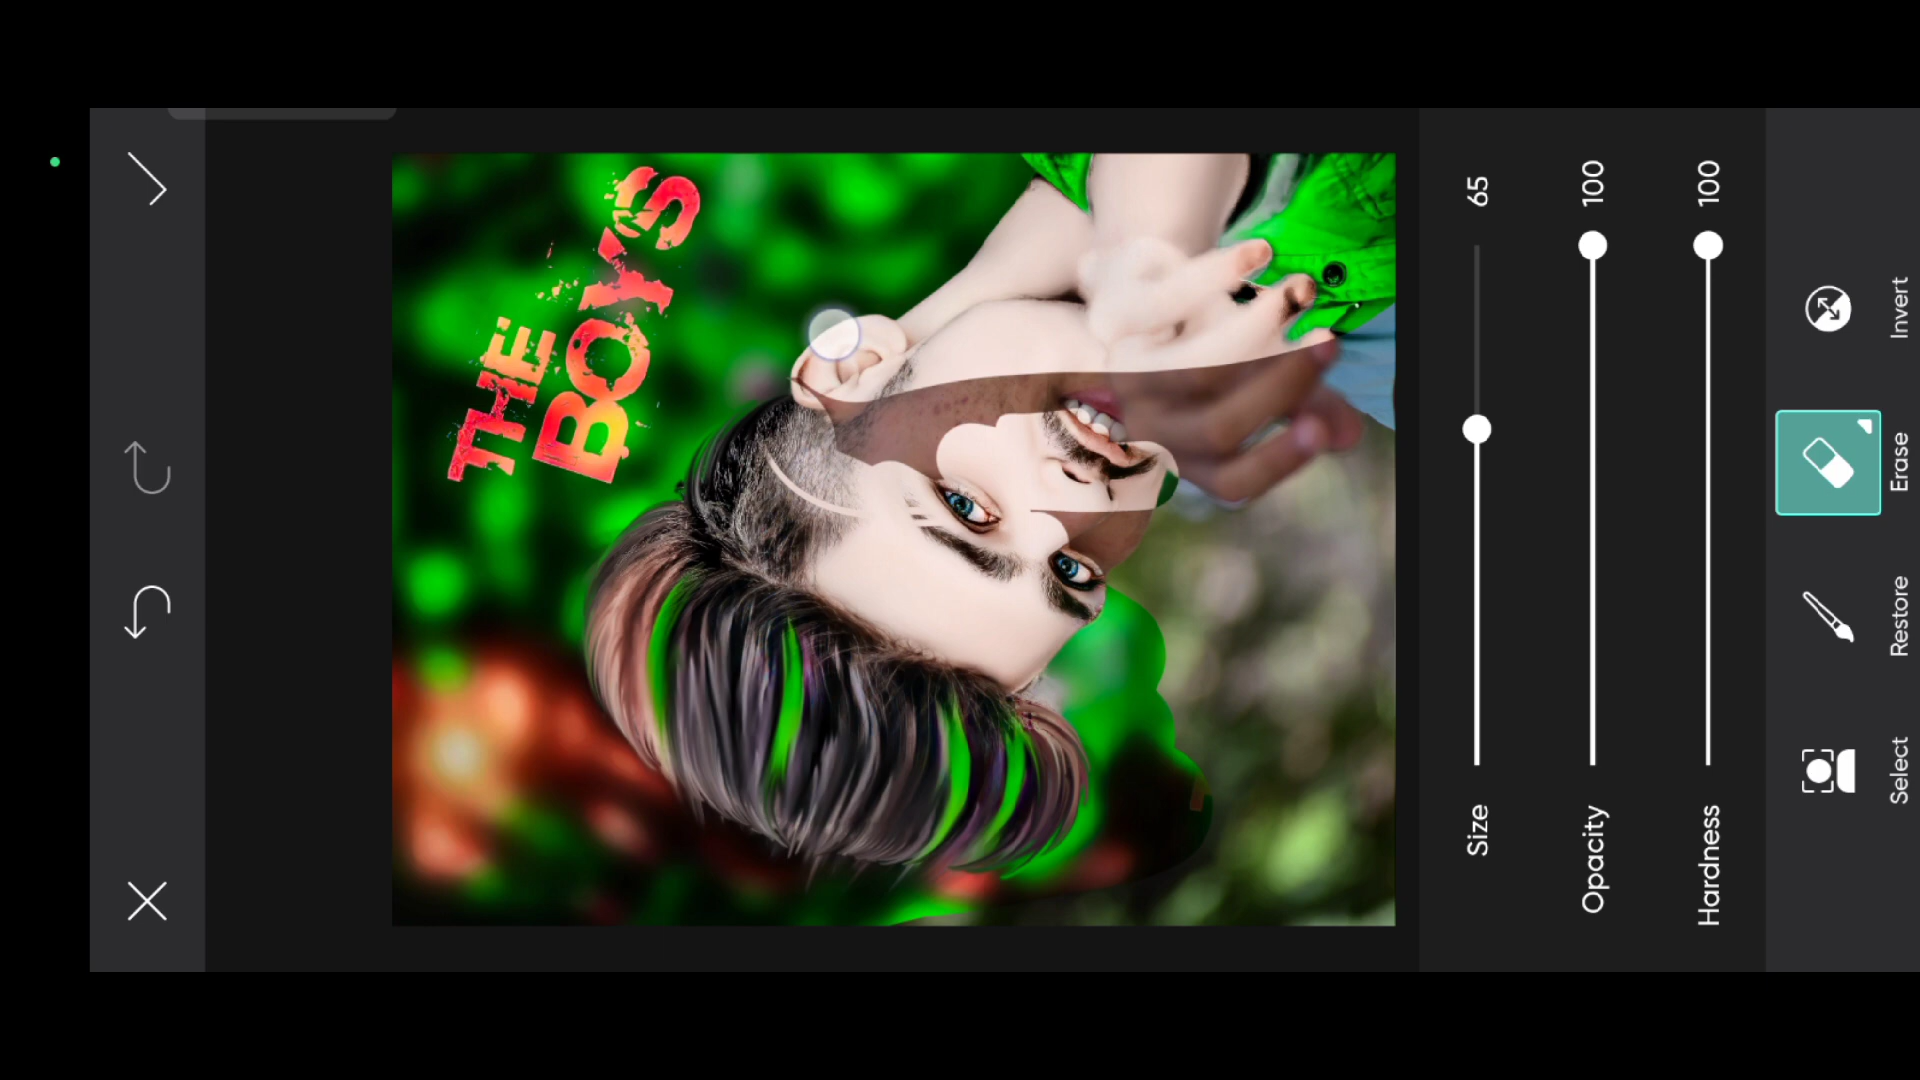 THE
BOYS
Size
65
Opacity
100
Hardness
100
Select
Restore
Erase
Invert